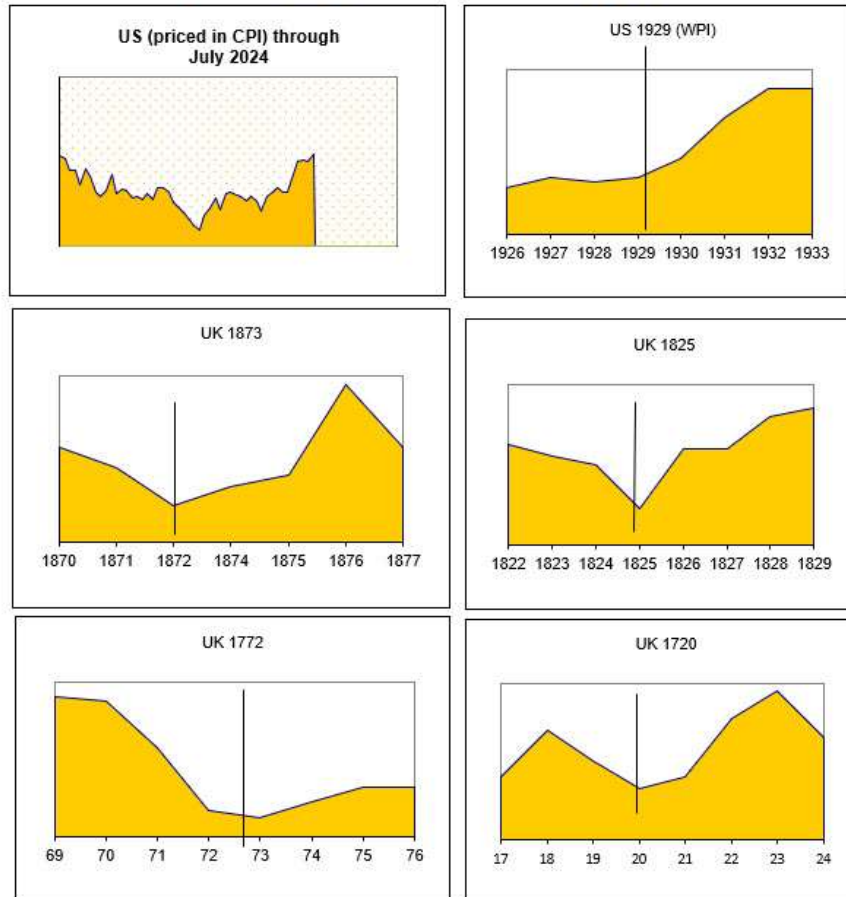 US (priced in CPI) through
July 2024
US 1929 (WPI)
1926 1927 1928 1929 1930 1931 1932 1933
UK 1873
1870 1871 1872 1874 1875 1876 1877
UK 1825
1822 1823 1824 1825 1826 1827 1828 1829
UK 1772
69 70 71 72 73 74 75 76
UK 1720
17 18 19 20 21 22 23 24